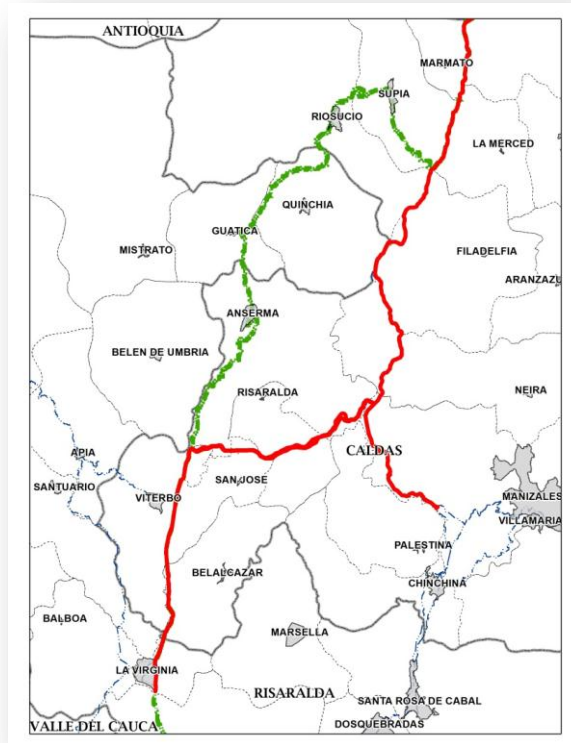 ANTIOQUIA
MARMATO
SUPIA
RIOSUCIO
LA MERCED
QUINCHIA
GUATICA
MISTRATO
FILADELFIA
ARANZAZU
ANSERMA
BELEN DE UMBRIA
RISARALDA
NEIRA
APIA
CALDAS
SANTUARIO
SAN JOSE
VITERBO
MANIZALES
VILLAMARIA
PALESTINA
BELALCAZAR
CHINCHINA
BALBOA
MARSELLA
LA VIRGINIA
RISARALDA
SANTA ROSA DE CABAL
VALLE DEL CAUCA
DOSQUEBRADAS